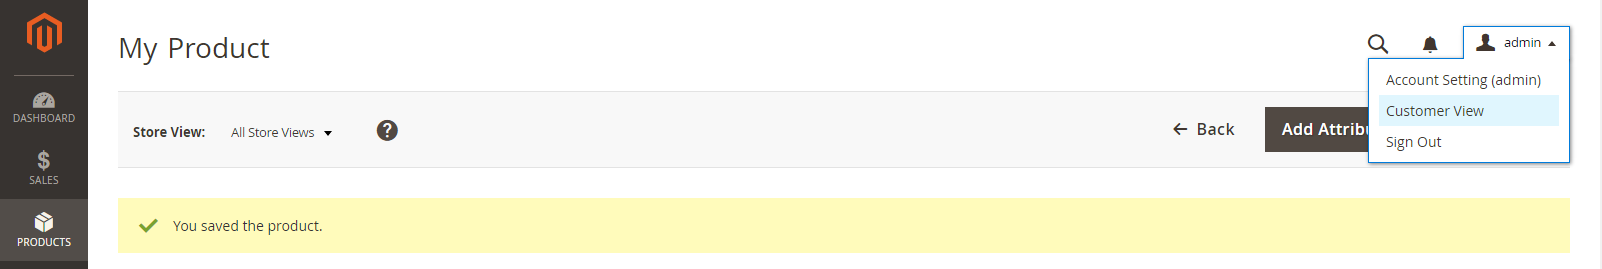 My Product
admin
Account Setting (admin)
Customer View
Sign Out
DASHBOARD
SALES
PRODUCTS
Store View: All Store Views ?
Back
Add Attribu
You saved the product.